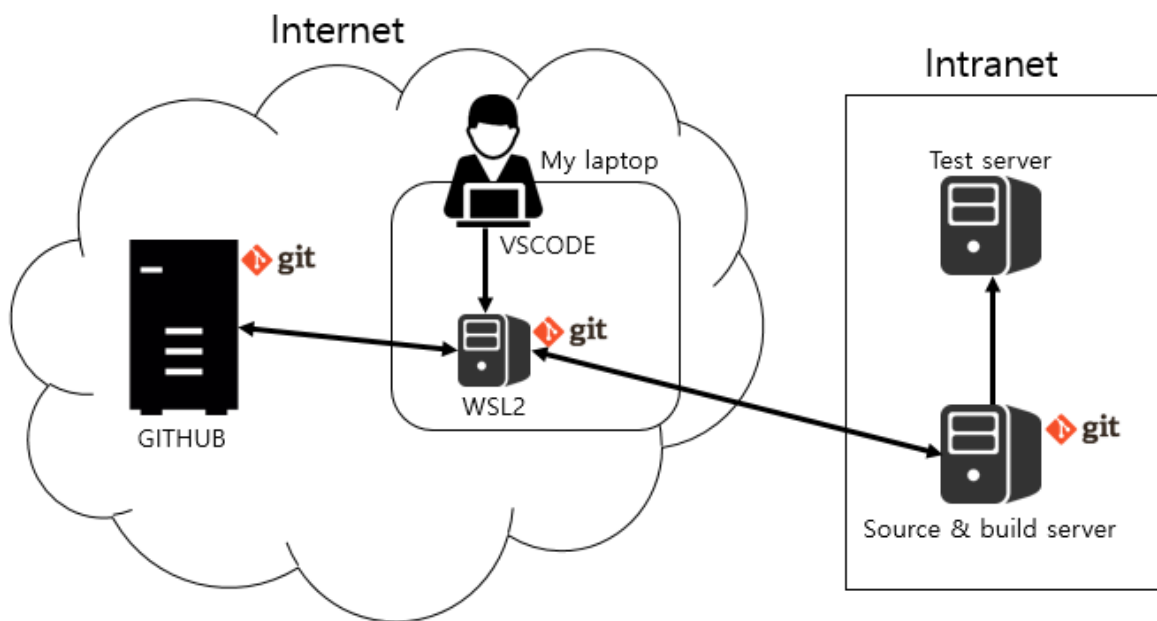 Internet
Intranet
My laptop
Test server
VSCODE
git
git
WSL2
GITHUB
git
Source & build server